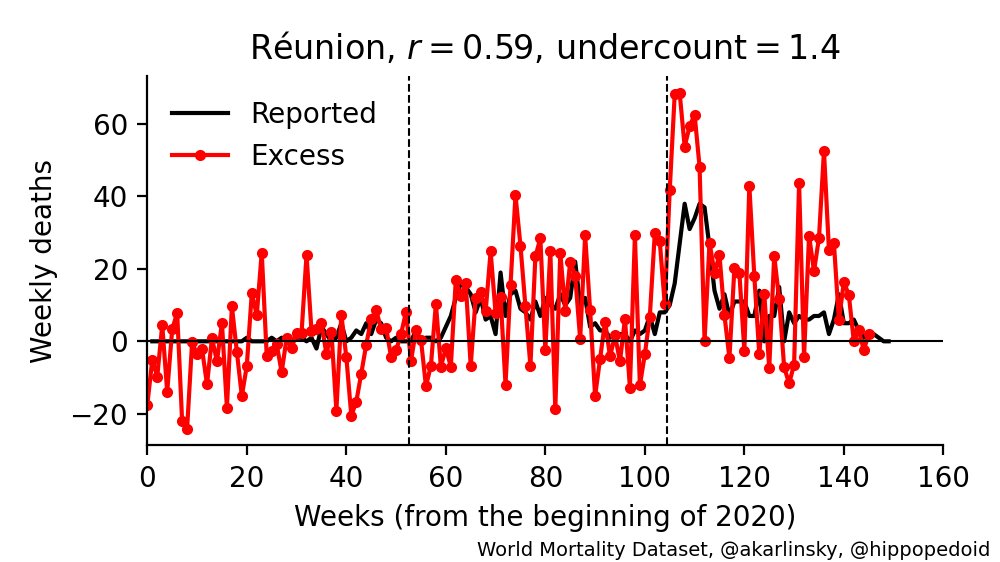 Réunion, r = 0.59, undercount = 1.4
Reported
Excess
Weekly deaths
60
40
20
0
−20
0 20 40 60 80 100 120 140 160
Weeks (from the beginning of 2020)
World Mortality Dataset, @akarlinsky, @hippopedoid